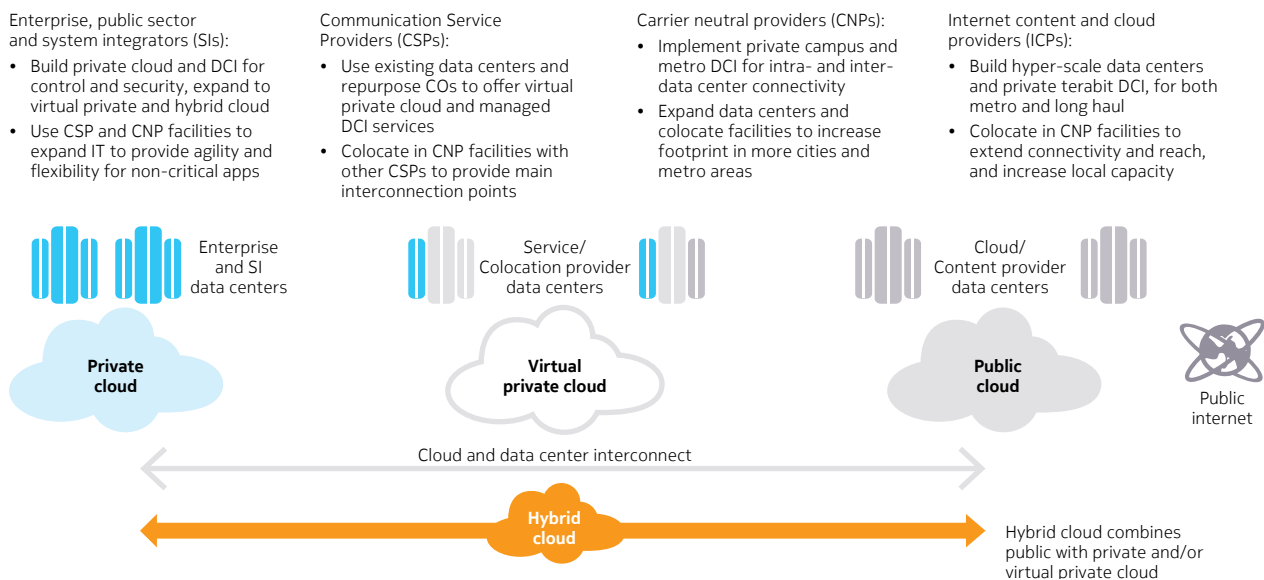 Enterprise, public sector
and system integrators (SIs):
• Build private cloud and DCI for
control and security, expand to
virtual private and hybrid cloud
• Use CSP and CNP facilities to
expand IT to provide agility and
flexibility for non-critical apps
Communication Service
Providers (CSPs):
• Use existing data centers and
repurpose COs to offer virtual
private cloud and managed
DCI services
• Colocate in CNP facilities with
other CSPs to provide main
interconnection points
Carrier neutral providers (CNPs):
• Implement private campus and
metro DCI for intra- and inter-
data center connectivity
• Expand data centers and
colocate facilities to increase
footprint in more cities and
metro areas
Internet content and cloud
providers (ICPs):
• Build hyper-scale data centers
and private terabit DCI, for both
metro and long haul
• Colocate in CNP facilities to
extend connectivity and reach,
and increase local capacity
Enterprise
and SI
data centers
Service/
Colocation provider
data centers
Cloud/
Content provider
data centers
Private
cloud
Virtual
private cloud
Public
cloud
Public
internet
Cloud and data center interconnect
Hybrid
cloud
Hybrid cloud combines
public with private and/or
virtual private cloud